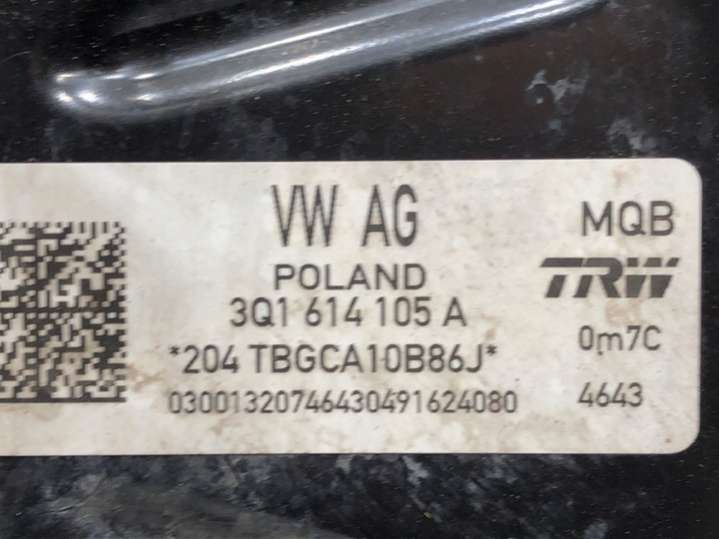 VW AG
MQB
POLAND
TRW
3Q1 614 105 A
0m7C
*204 TBGCA10B86J*
03001320746430491624080
4643